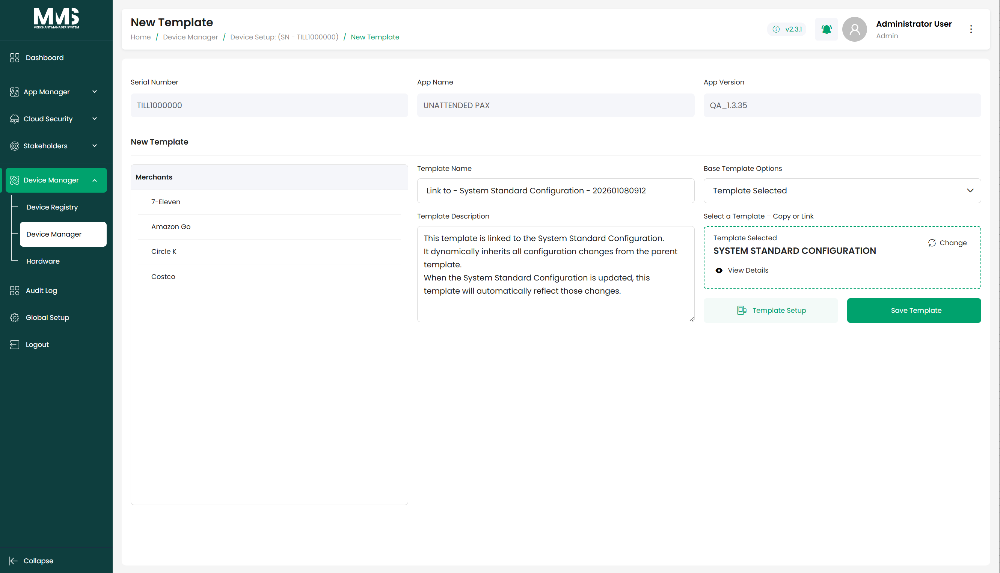 MMS
MERCHANT MANAGER SYSTEM
Dashboard
App Manager
Cloud Security
Stakeholders
Device Manager
Device Registry
Device Manager
Hardware
Audit Log
Global Setup
Logout
Collapse
New Template
Home / Device Manager / Device Setup: (SN - TILL1000000) / New Template
v2.3.1
Administrator User
Admin
Serial Number
TILL1000000
App Name
UNATTENDED PAX
App Version
QA_1.3.35
New Template
Merchants
7-Eleven
Amazon Go
Circle K
Costco
Template Name
Link to - System Standard Configuration - 202601080912
Template Description
This template is linked to the System Standard Configuration.
It dynamically inherits all configuration changes from the parent
template.
When the System Standard Configuration is updated, this
template will automatically reflect those changes.
Base Template Options
Template Selected
Select a Template – Copy or Link
Template Selected
SYSTEM STANDARD CONFIGURATION
Change
View Details
Template Setup
Save Template